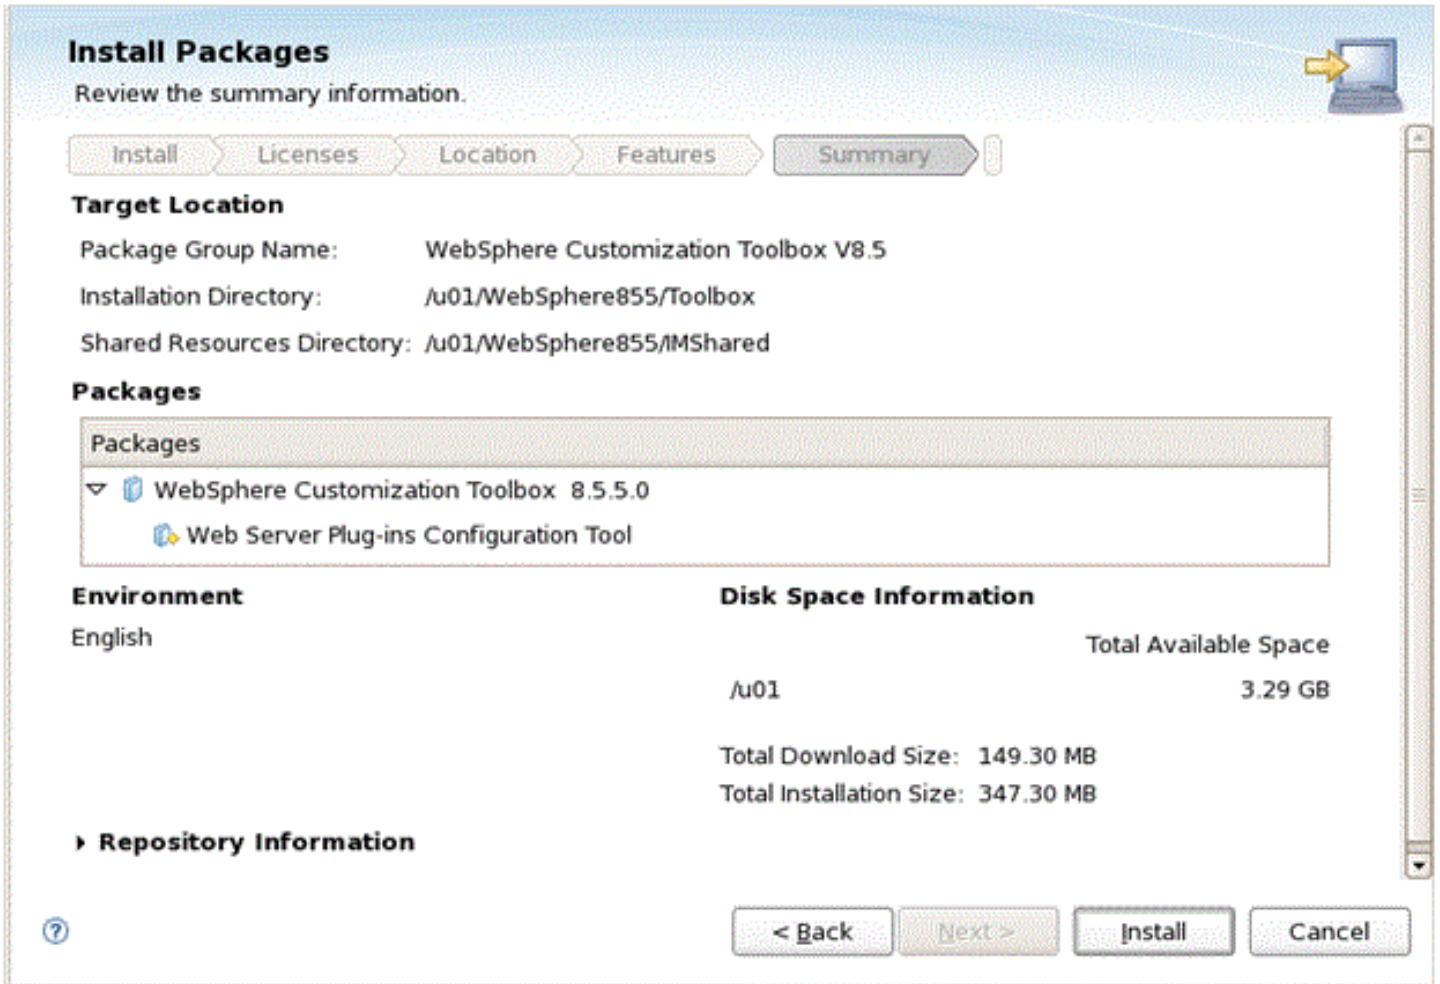 Install Packages
Review the summary information.
Install Licenses Location Features Summary
Target Location
Package Group Name: WebSphere Customization Toolbox V8.5
Installation Directory: /u01/WebSphere855/Toolbox
Shared Resources Directory: /u01/WebSphere855/IMShared
Packages
Packages
WebSphere Customization Toolbox 8.5.5.0
Web Server Plug-ins Configuration Tool
Environment
English
Disk Space Information
Total Available Space
/u01 3.29 GB
Total Download Size: 149.30 MB
Total Installation Size: 347.30 MB
Repository Information
? < Back Next > Install Cancel